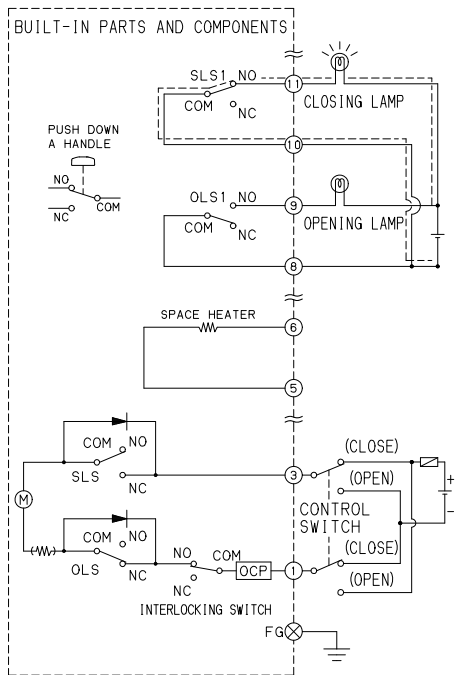 BUILT-IN PARTS AND COMPONENTS
SLS1 NO
11
COM
NC
CLOSING LAMP
10
PUSH DOWN
A HANDLE
NO
NC
COM
OLS1 NO
9
COM
NC
OPENING LAMP
8
SPACE HEATER
6
5
COM
NO
SLS
NC
3
(CLOSE)
(OPEN)
+
-
M
CONTROL
SWITCH
COM
NO
OLS
NC
NO
COM
NC
OCP
1
(CLOSE)
(OPEN)
INTERLOCKING SWITCH
FG